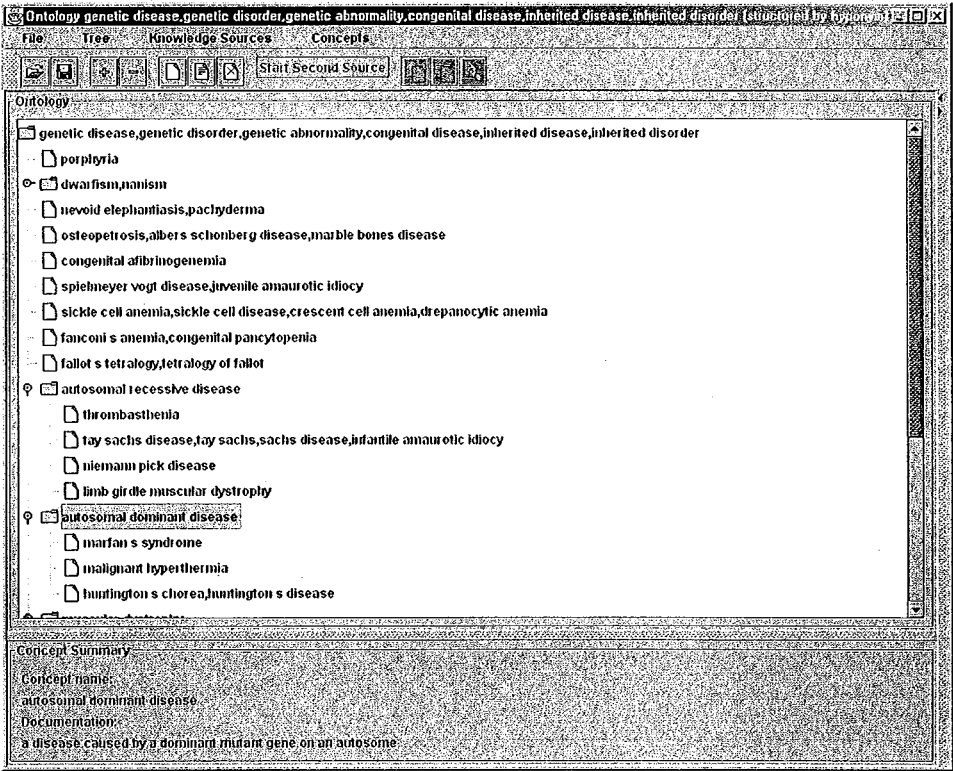 Ontology genetic disease,genetic disorder,genetic abnormality,congenital disease,inherited disease,inherited disorder (structured by hyponym)
File Tree Knowledge Sources Concepts
Start Second Source
Ontology
genetic disease,genetic disorder,genetic abnormality,congenital disease,inherited disease,inherited disorder
porphyria
dwarfism,nanism
nevoid elephantiasis,pachyderma
osteopetrosis,albers schonberg disease,marble bones disease
congenital afibrinogenemia
spielmeyer vogt disease,juvenile amaurotic idiocy
sickle cell anemia,sickle cell disease,crescent cell anemia,drepanocytic anemia
fanconi s anemia,congenital pancytopenia
fallot s tetralogy,tetralogy of fallot
autosomal recessive disease
thrombasthenia
tay sachs disease,tay sachs,sachs disease,infantile amaurotic idiocy
niemann pick disease
limb girdle muscular dystrophy
autosomal dominant disease
marfan s syndrome
malignant hyperthermia
huntington s chorea,huntington s disease
Concept Summary
Concept name:
autosomal dominant disease
Documentation:
a disease caused by a dominant mutant gene on an autosome